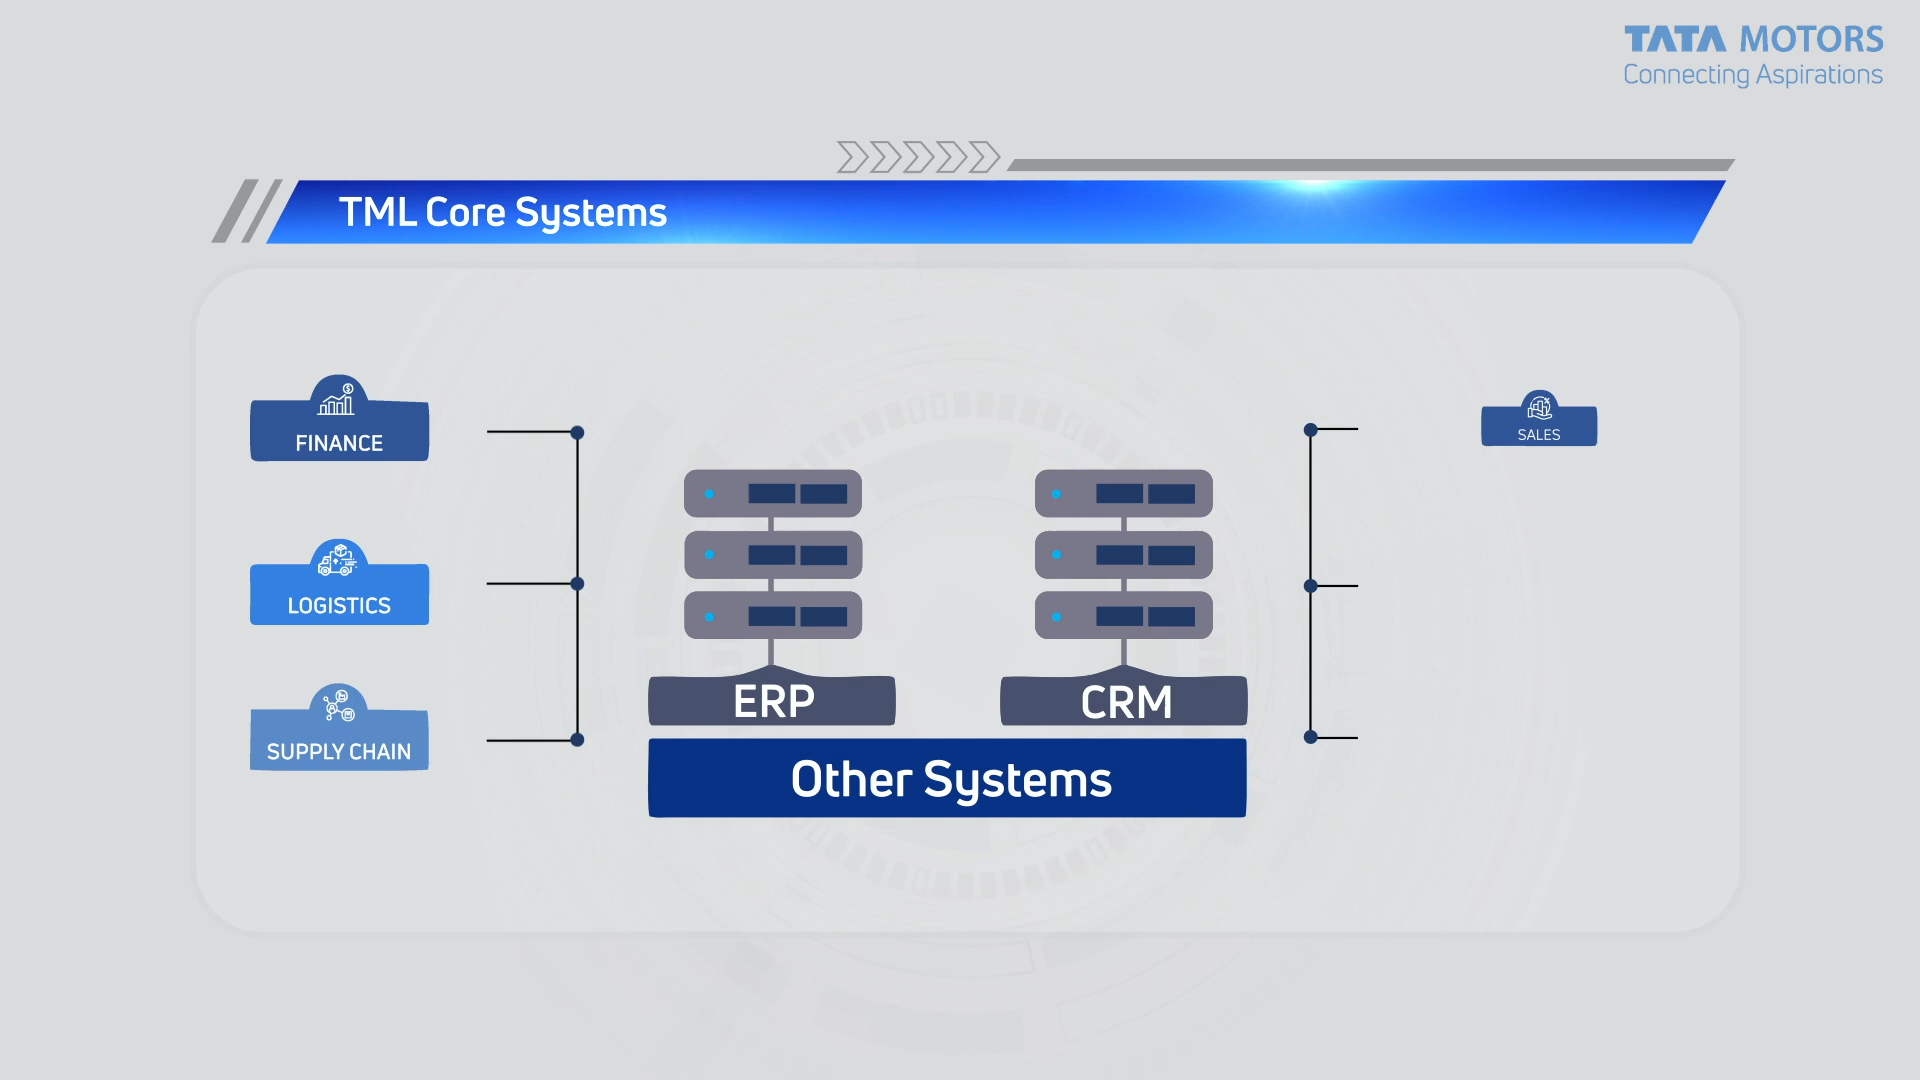 TATA MOTORS
Connecting Aspirations
TML Core Systems
FINANCE
LOGISTICS
SUPPLY CHAIN
ERP
CRM
Other Systems
SALES